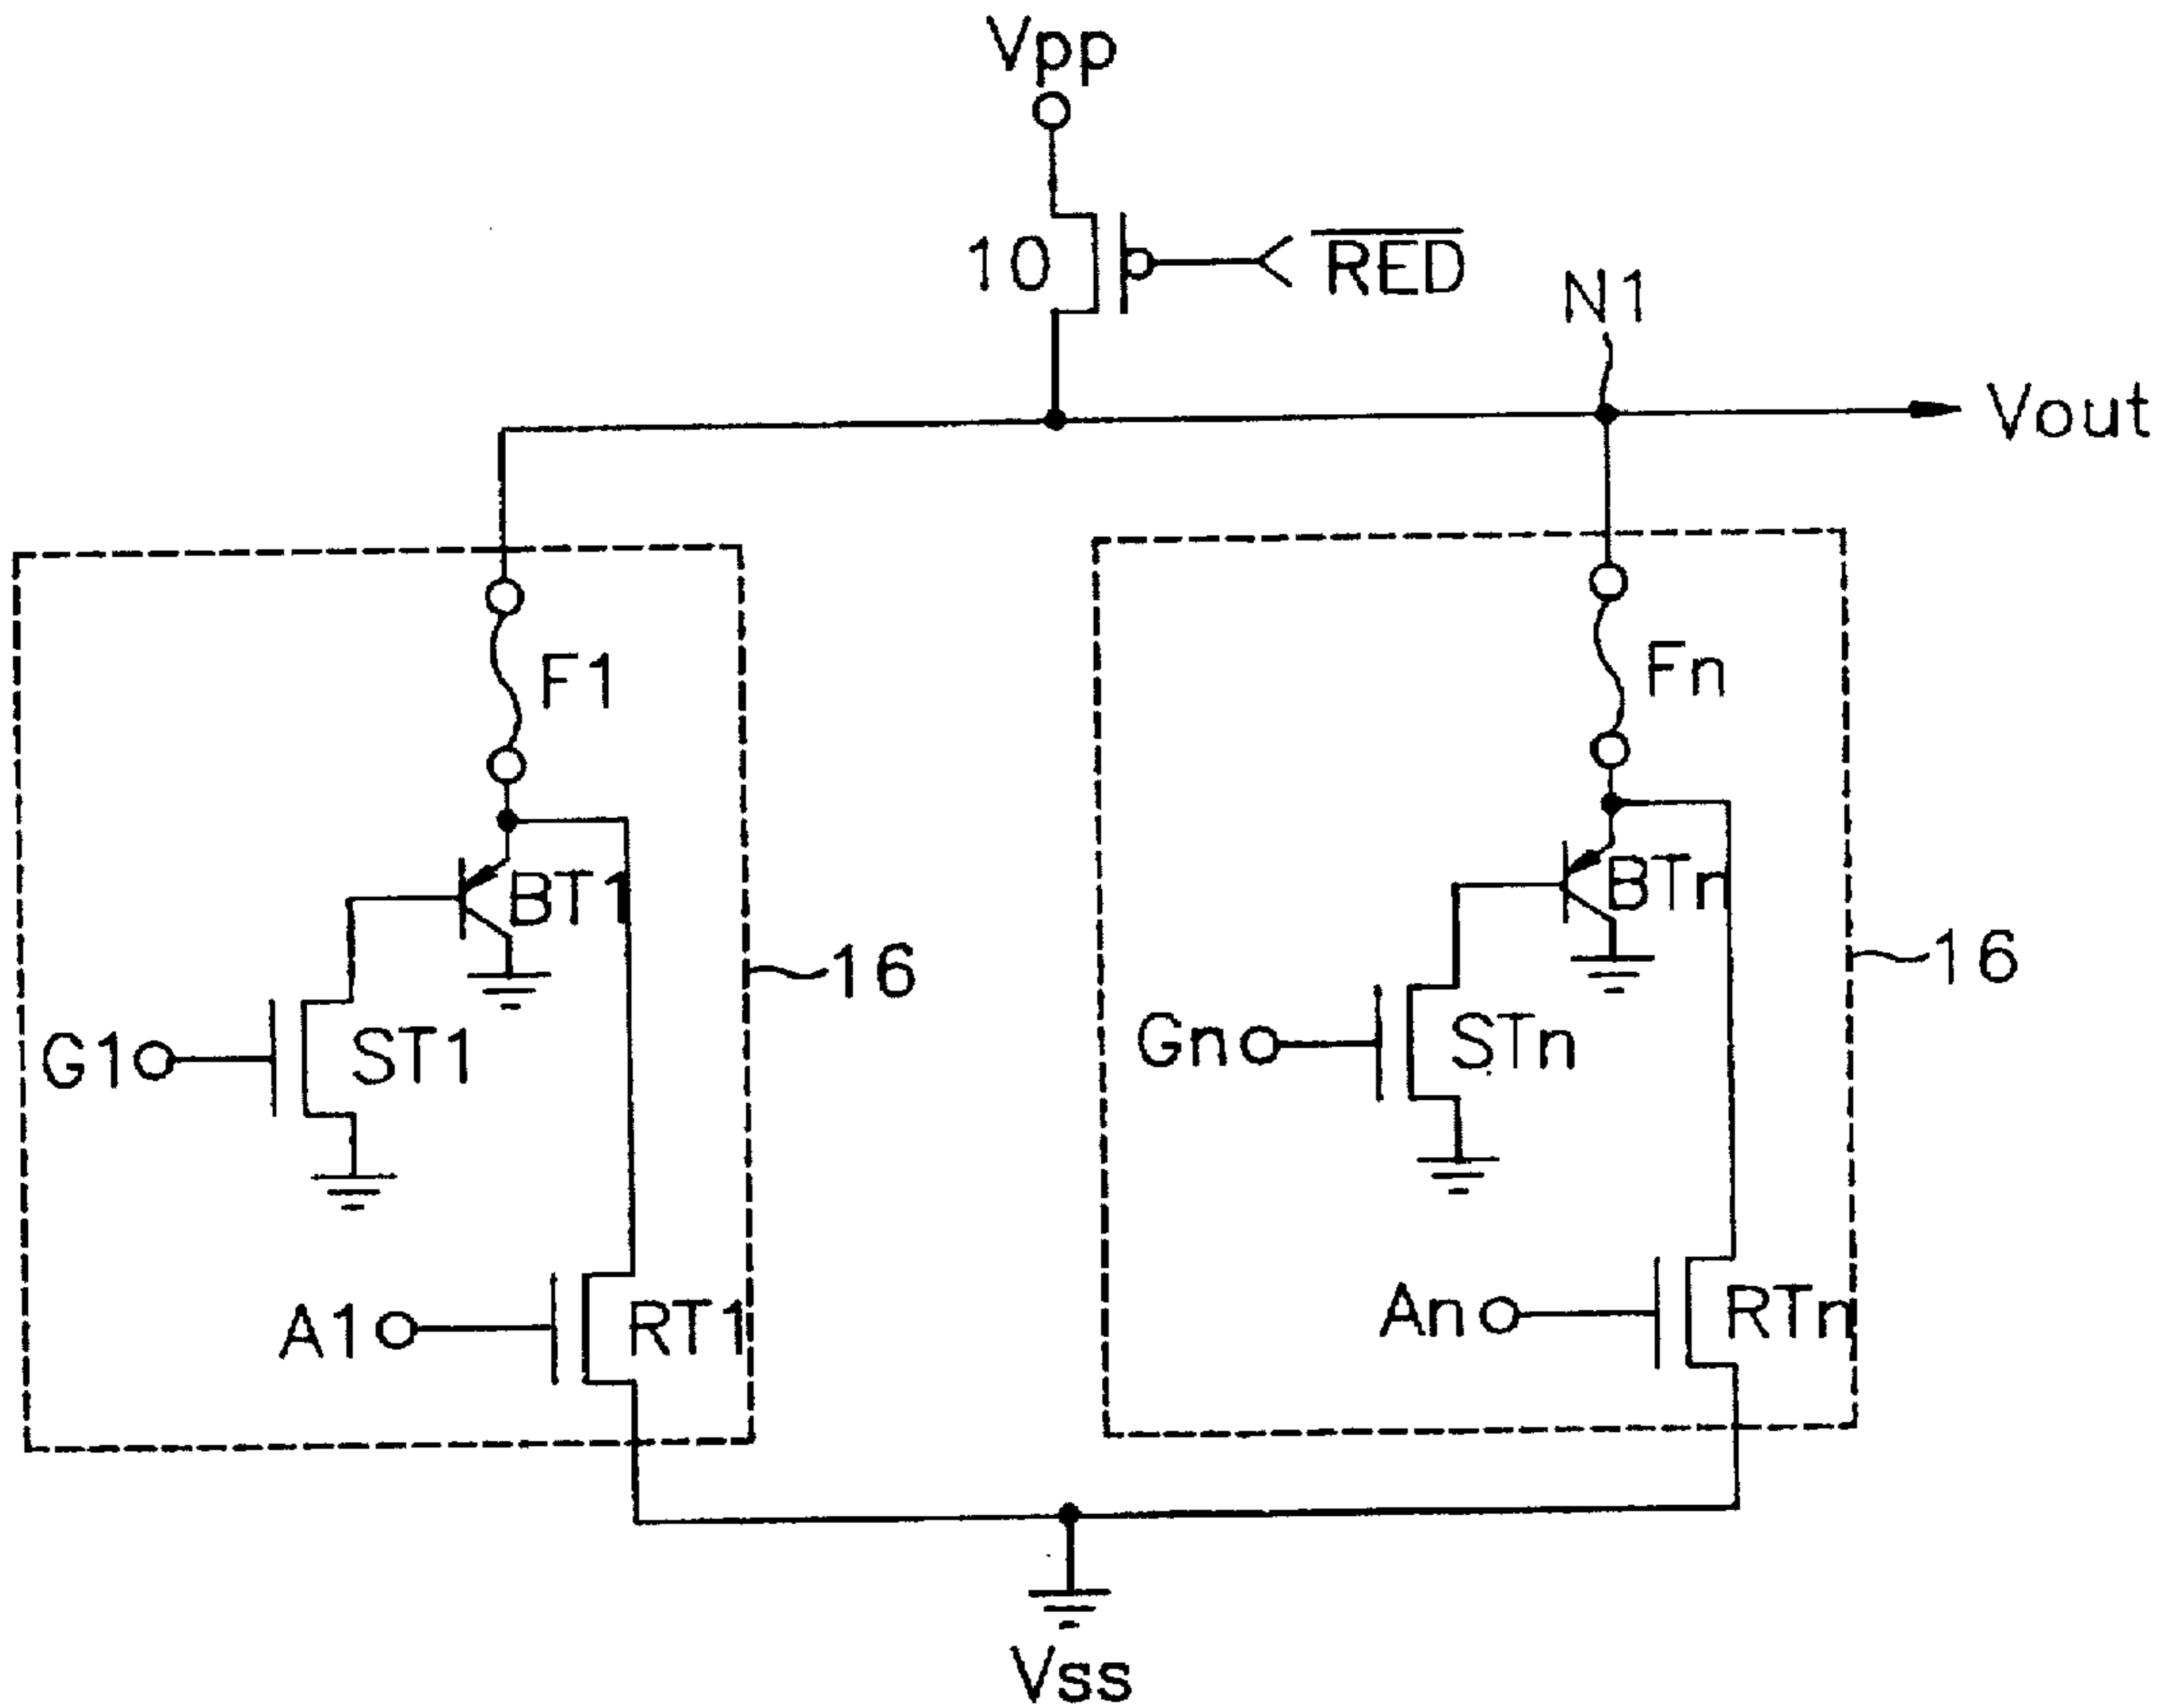 Vpp
10
R̅E̅D̅
N1
Vout
F1
Fn
BT1
BTn
16
16
G1
ST1
Gn
STn
A1
RT1
An
RTn
Vss